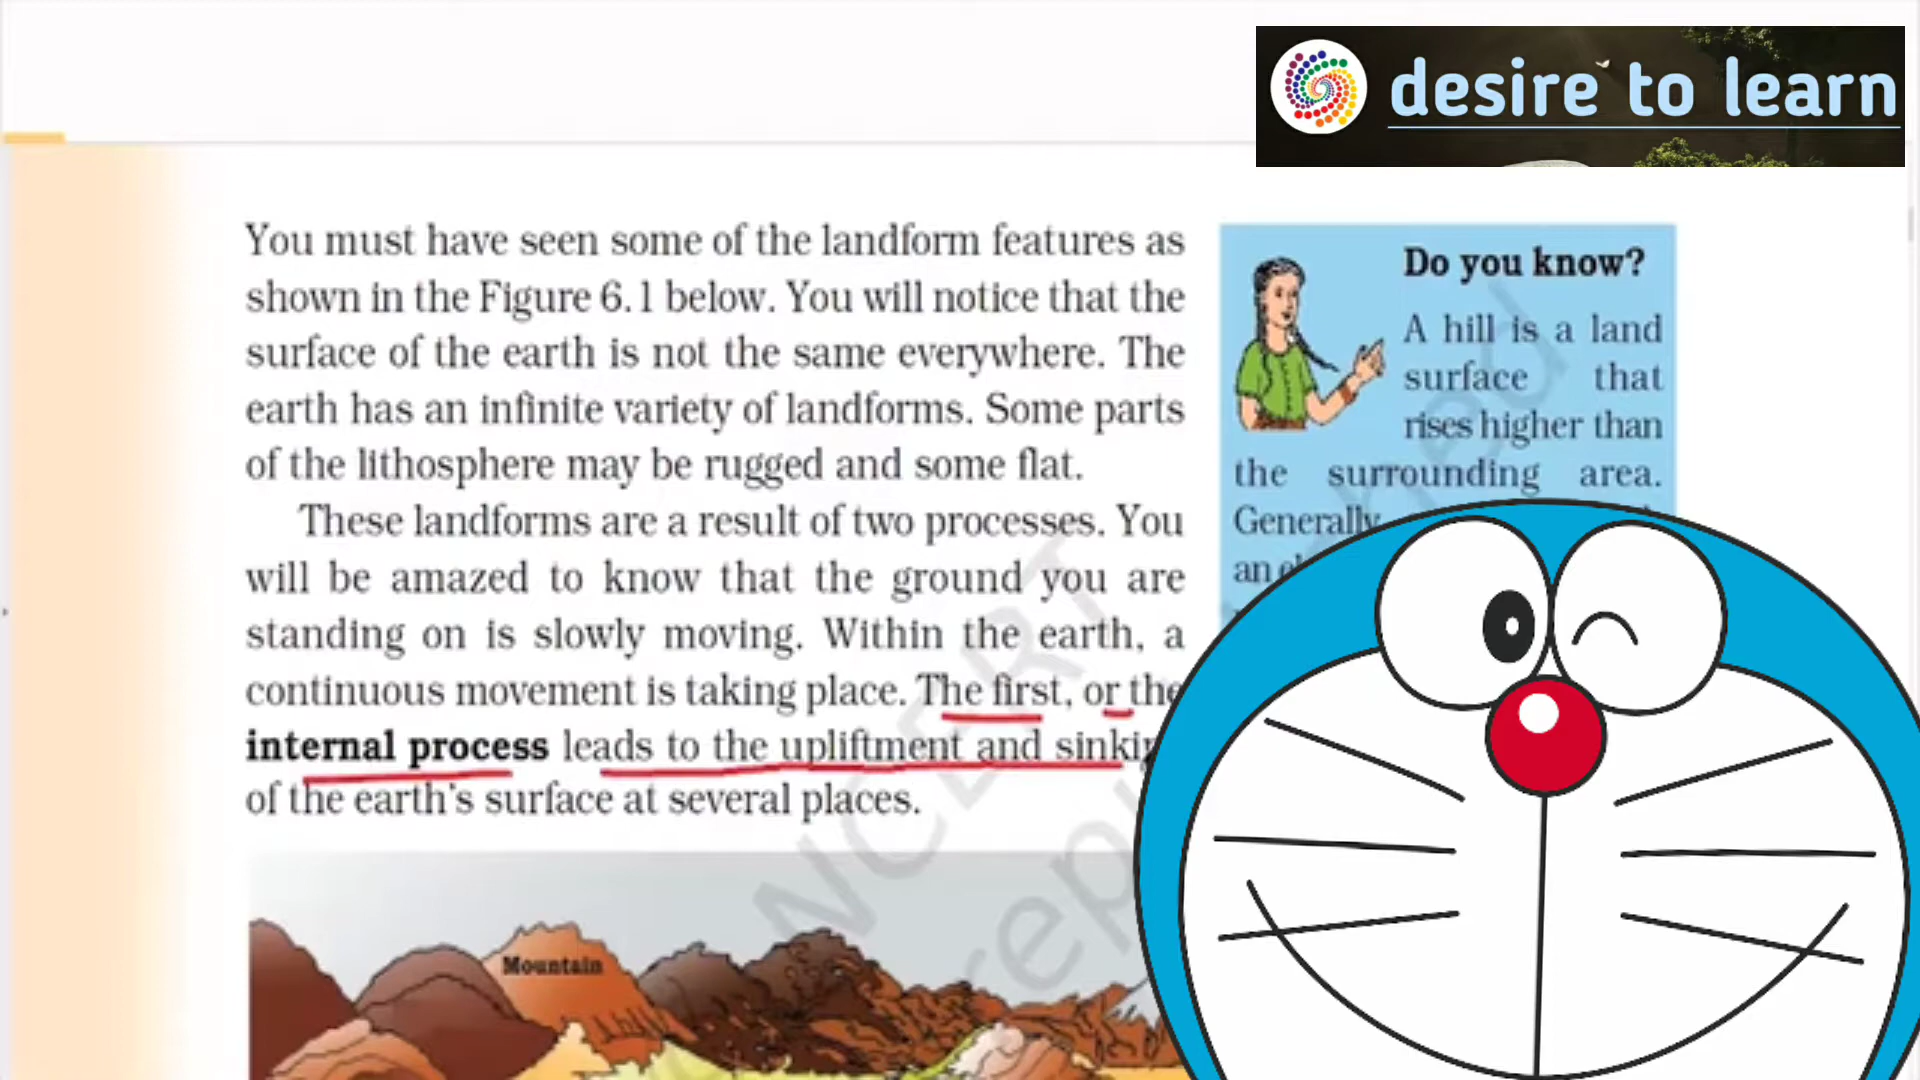 desire to learn
You must have seen some of the landform features as
shown in the Figure 6.1 below. You will notice that the
surface of the earth is not the same everywhere. The
earth has an infinite variety of landforms. Some parts
of the lithosphere may be rugged and some flat.
These landforms are a result of two processes. You
will be amazed to know that the ground you are
standing on is slowly moving. Within the earth, a
continuous movement is taking place. The first, or the
internal process leads to the upliftment and
of the earth's surface at several places.
Do you know?
A hill is a land
surface that
rises higher than
the surrounding area.
Generally
an
Mountain
NCERT